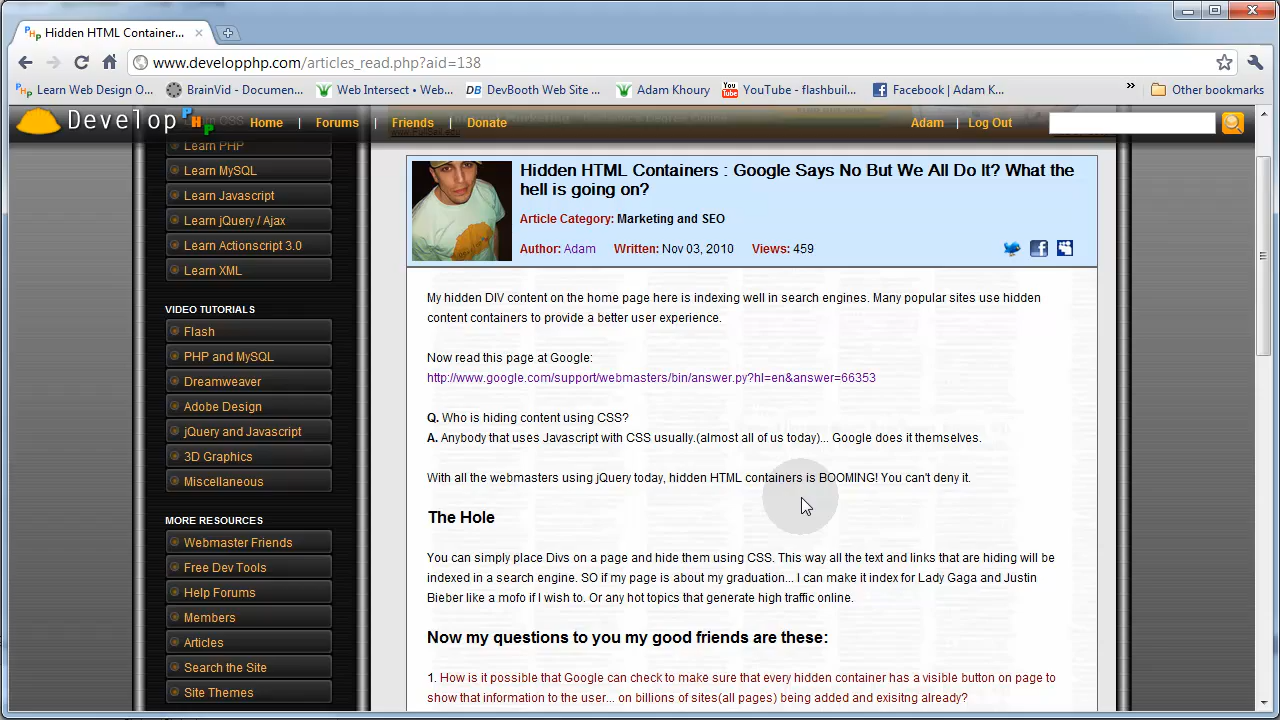 Hidden HTML Container...
www.developphp.com/articles_read.php?aid=138
Learn Web Design O...
BrainVid - Documen...
Web Intersect • Web...
DevBooth Web Site ...
Adam Khoury
YouTube - flashbuil...
Facebook | Adam K...
»
Other bookmarks
Develop PHP
Home | Forums | Friends | Donate
Adam | Log Out
Learn PHP
Learn MySQL
Learn Javascript
Learn jQuery / Ajax
Learn Actionscript 3.0
Learn XML
VIDEO TUTORIALS
Flash
PHP and MySQL
Dreamweaver
Adobe Design
jQuery and Javascript
3D Graphics
Miscellaneous
MORE RESOURCES
Webmaster Friends
Free Dev Tools
Help Forums
Members
Articles
Search the Site
Site Themes
Hidden HTML Containers : Google Says No But We All Do It? What the
hell is going on?
Article Category: Marketing and SEO
Author: Adam Written: Nov 03, 2010 Views: 459
My hidden DIV content on the home page here is indexing well in search engines. Many popular sites use hidden
content containers to provide a better user experience.
Now read this page at Google:
http://www.google.com/support/webmasters/bin/answer.py?hl=en&answer=66353
Q. Who is hiding content using CSS?
A. Anybody that uses Javascript with CSS usually.(almost all of us today)... Google does it themselves.
With all the webmasters using jQuery today, hidden HTML containers is BOOMING! You can't deny it.
The Hole
You can simply place Divs on a page and hide them using CSS. This way all the text and links that are hiding will be
indexed in a search engine. SO if my page is about my graduation... I can make it index for Lady Gaga and Justin
Bieber like a mofo if I wish to. Or any hot topics that generate high traffic online.
Now my questions to you my good friends are these:
1. How is it possible that Google can check to make sure that every hidden container has a visible button on page to
show that information to the user... on billions of sites(all pages) being added and exisitng already?